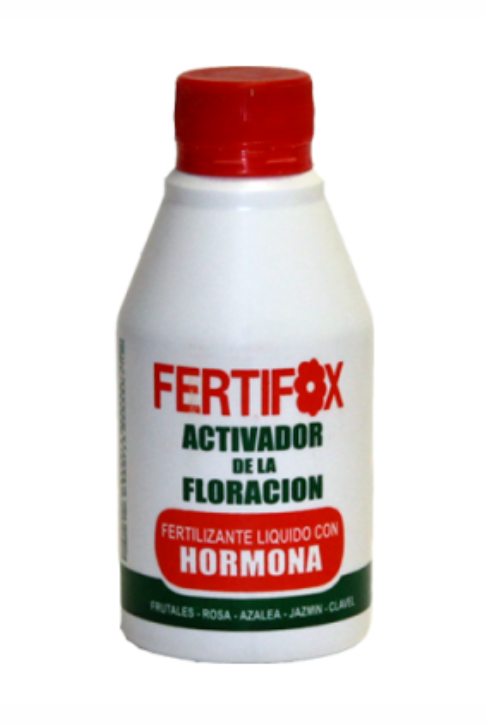 FERTIFOX
ACTIVADOR
DE LA
FLORACION
FERTILIZANTE LIQUIDO CON
HORMONA
FRUTALES - ROSA - AZALEA - JAZMIN - CLAVEL